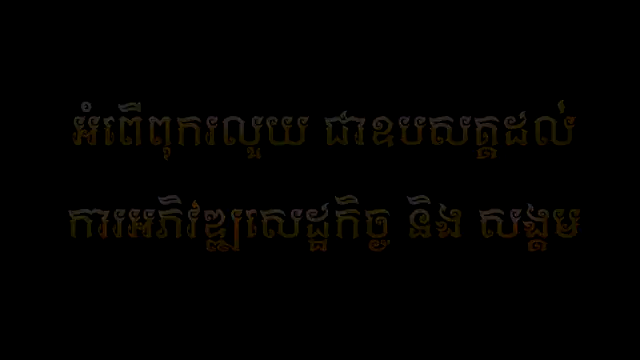 អំពើពុករលួយ ជាឧបសគ្គដល់
ការអភិវឌ្ឍសេដ្ឋកិច្ច និង សង្គម